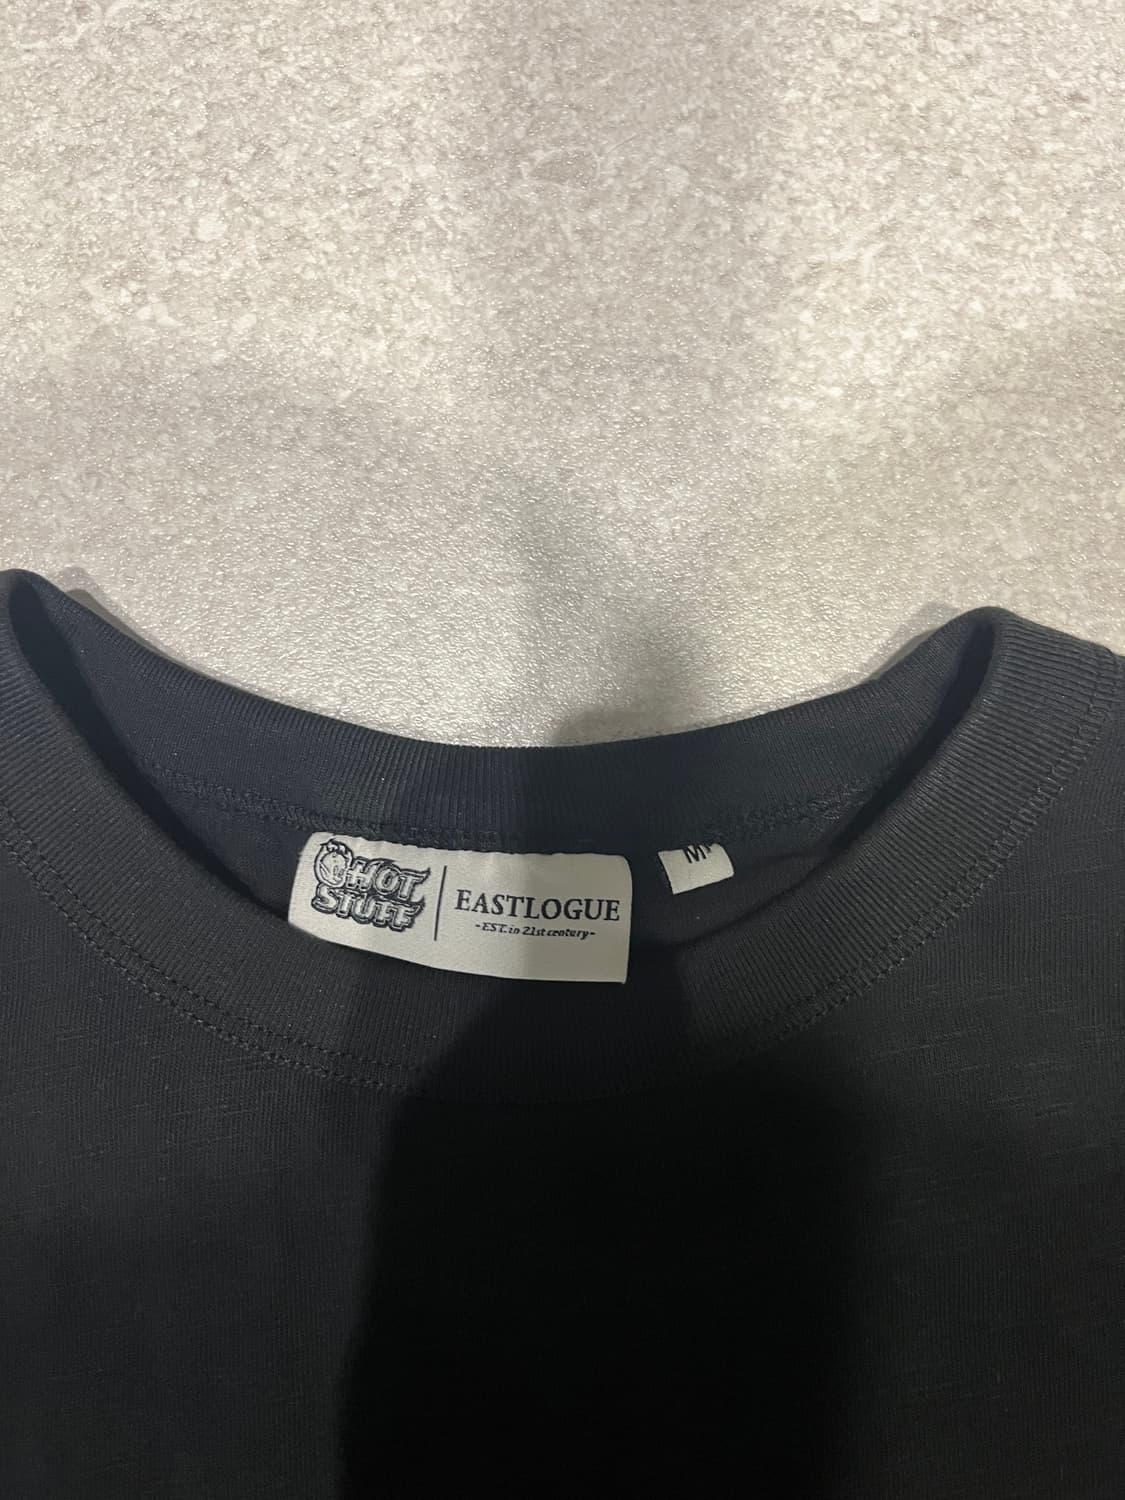 HOT
STUFF
EASTLOGUE
-EST. in 21st century-
M